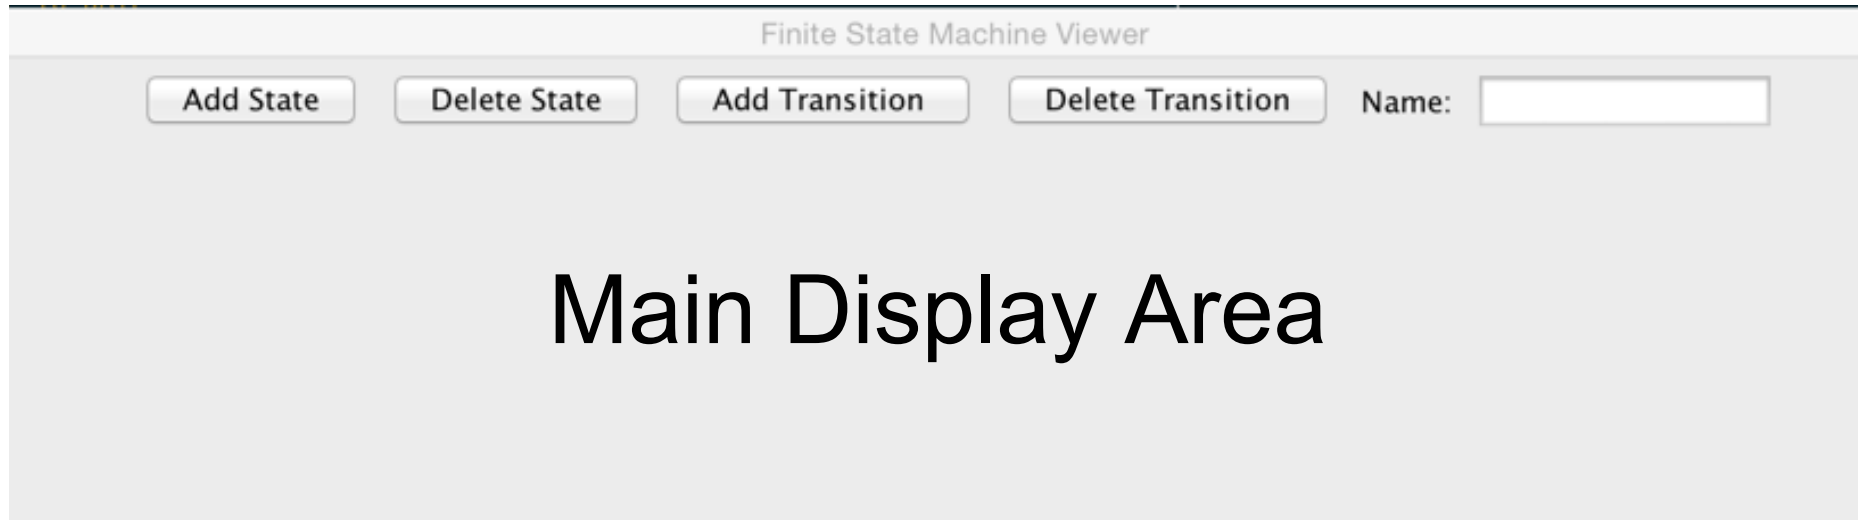 Finite State Machine Viewer
Add State Delete State Add Transition Delete Transition Name:
Main Display Area